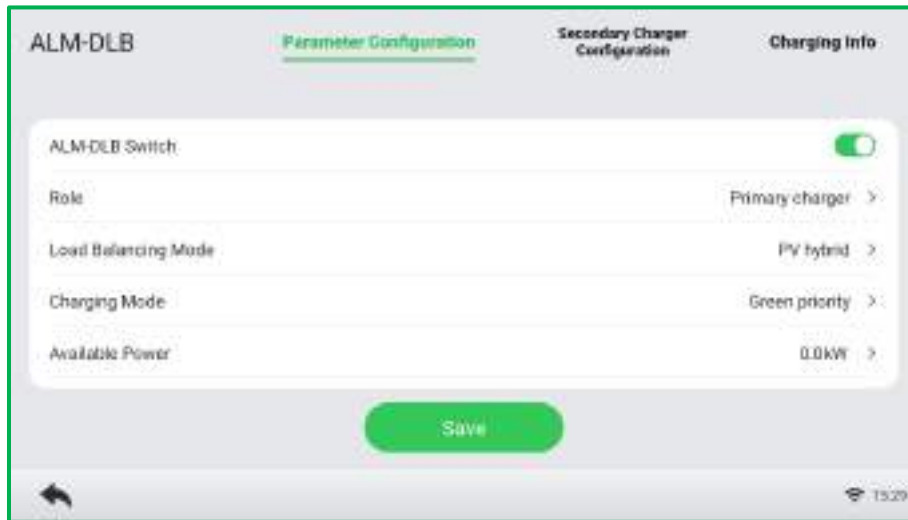 ALM-DLB
Parameter Configuration
Secondary Charger
Configuration
Charging Info
ALM-DLB Switch
Role
Primary charger >
Load Balancing Mode
PV hybrid >
Charging Mode
Green priority >
Available Power
0.0kW >
Save
15:29